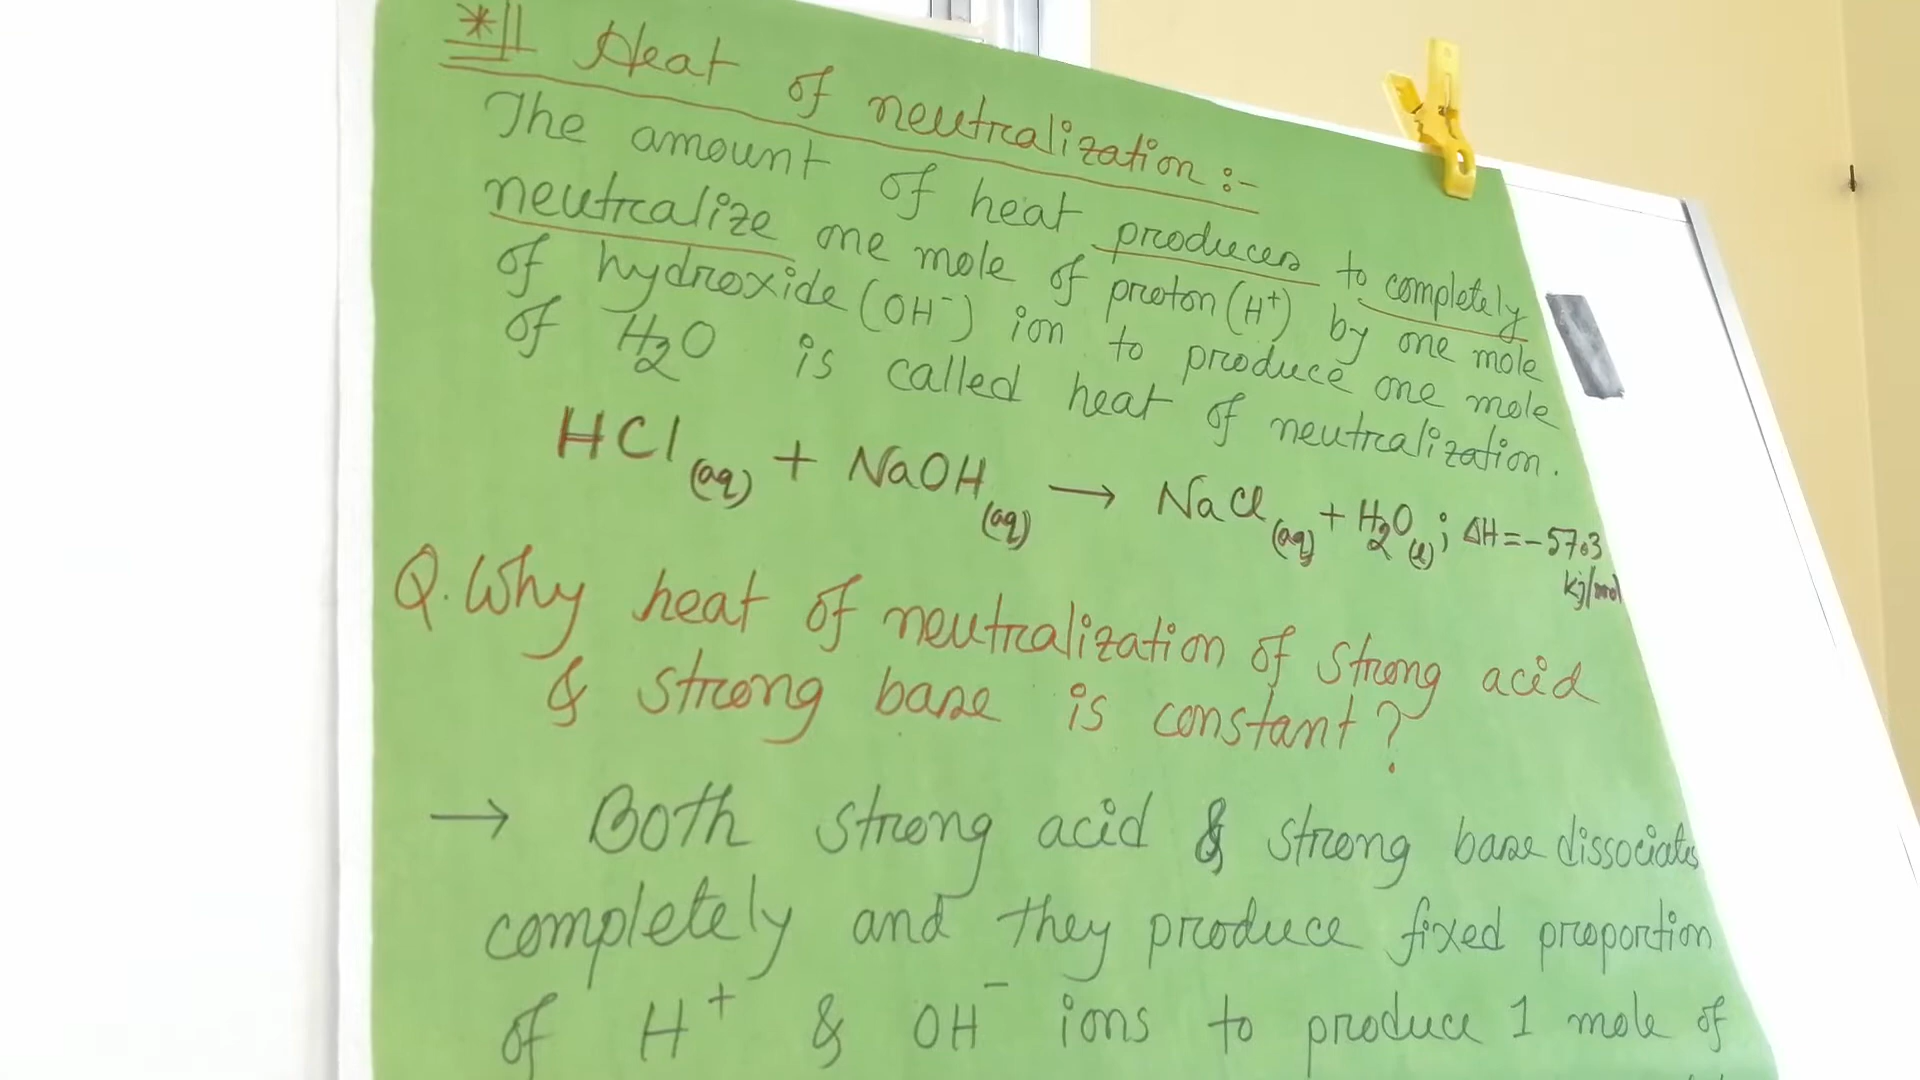 *|| Heat of neutralization :-
The amount of heat produces to completely
neutralize one mole of proton (H⁺) by one mole
of hydroxide (OH⁻) ion to produce one mole
of H₂O is called heat of neutralization.
HCl(aq) + NaOH(aq) → NaCl(aq) + H₂O(l) ; ΔH = -57.3
kj/mol
Q. Why heat of neutralization of strong acid
& strong base is constant?
→ Both strong acid & strong base dissociates
completely and they produce fixed proportion
of H⁺ & OH⁻ ions to produce 1 mole of